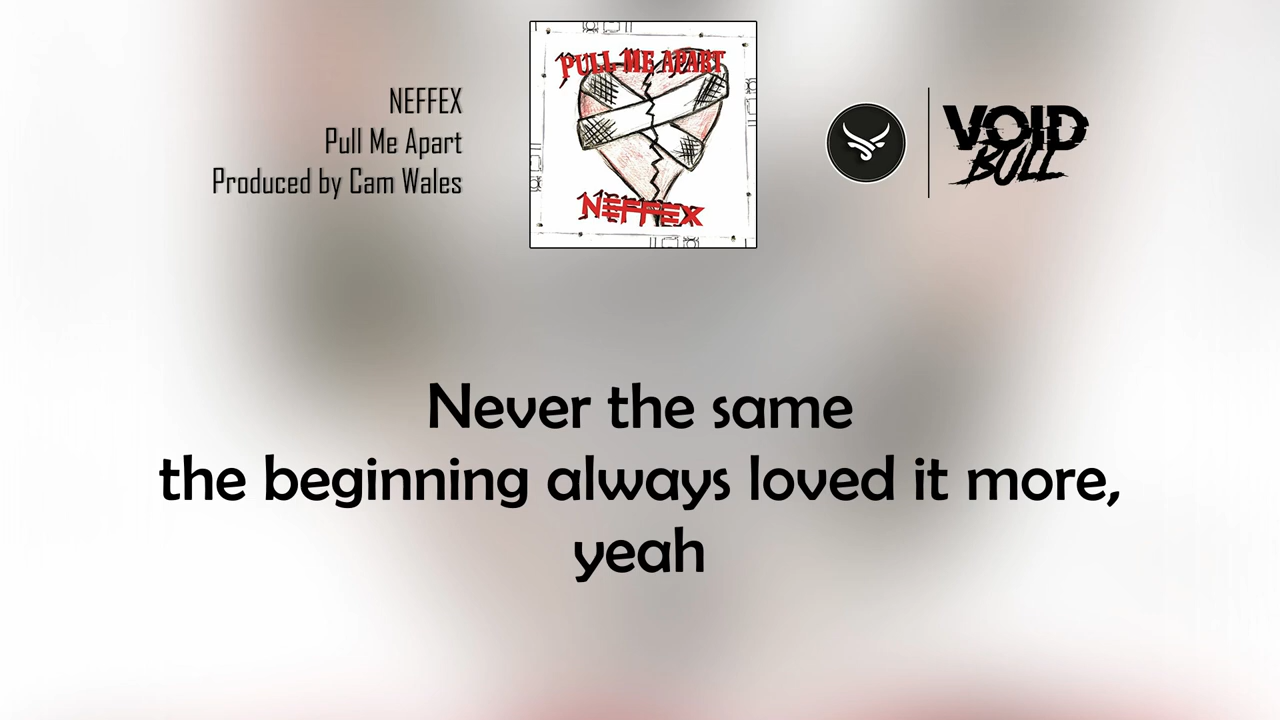 NEFFEX
Pull Me Apart
Produced by Cam Wales
PULL ME APART
NEFFEX
VOID
BULL
Never the same
the beginning always loved it more,
yeah